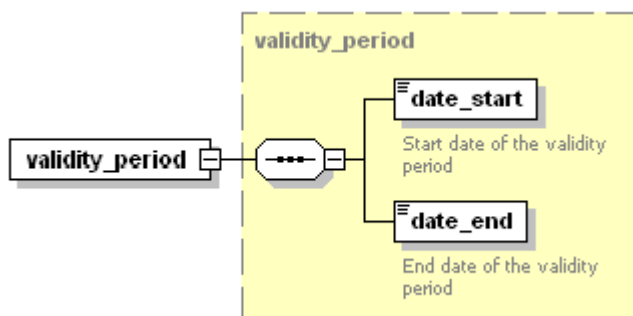 validity_period
validity_period
date_start
Start date of the validity
period
date_end
End date of the validity
period